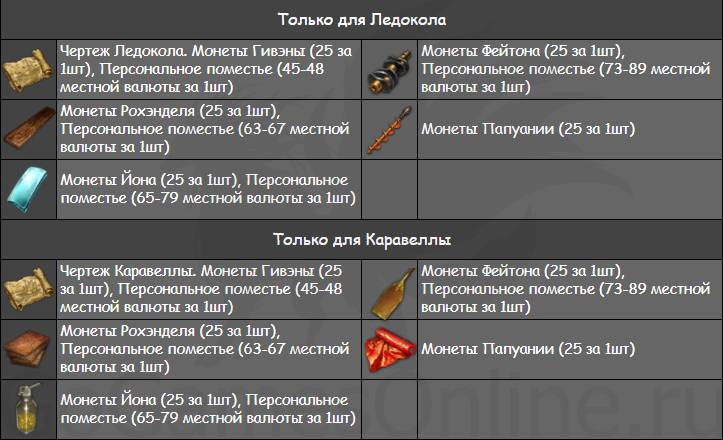 Только для Ледокола
Чертеж Ледокола. Монеты Гивэны (25 за
1шт), Персональное поместье (45-48
местной валюты за 1шт)
Монеты Фейтона (25 за 1шт),
Персональное поместье (73-89 местной
валюты за 1шт)
Монеты Рохэнделя (25 за 1шт),
Персональное поместье (63-67 местной
валюты за 1шт)
Монеты Папуании (25 за 1шт)
Монеты Йона (25 за 1шт), Персональное
поместье (65-79 местной валюты за 1шт)
Только для Каравеллы
Чертеж Каравеллы. Монеты Гивэны (25
за 1шт), Персональное поместье (45-48
местной валюты за 1шт)
Монеты Фейтона (25 за 1шт),
Персональное поместье (73-89 местной
валюты за 1шт)
Монеты Рохэнделя (25 за 1шт),
Персональное поместье (63-67 местной
валюты за 1шт)
Монеты Папуании (25 за 1шт)
Монеты Йона (25 за 1шт), Персональное
поместье (65-79 местной валюты за 1шт)